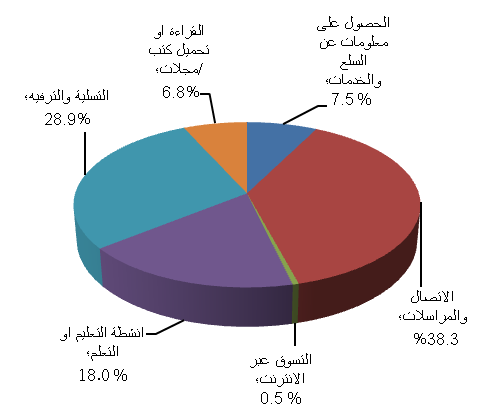 الحصول على
معلومات عن
السلع
والخدمات؛
7.5 %
الاتصال
والمراسلات؛
%38.3
التسوق عبر
الانترنت؛
0.5 %
انشطة التعليم او
التعلم؛
18.0 %
التسلية والترفيه؛
28.9%
القراءة او
تحميل كتب
/مجلات؛
6.8%